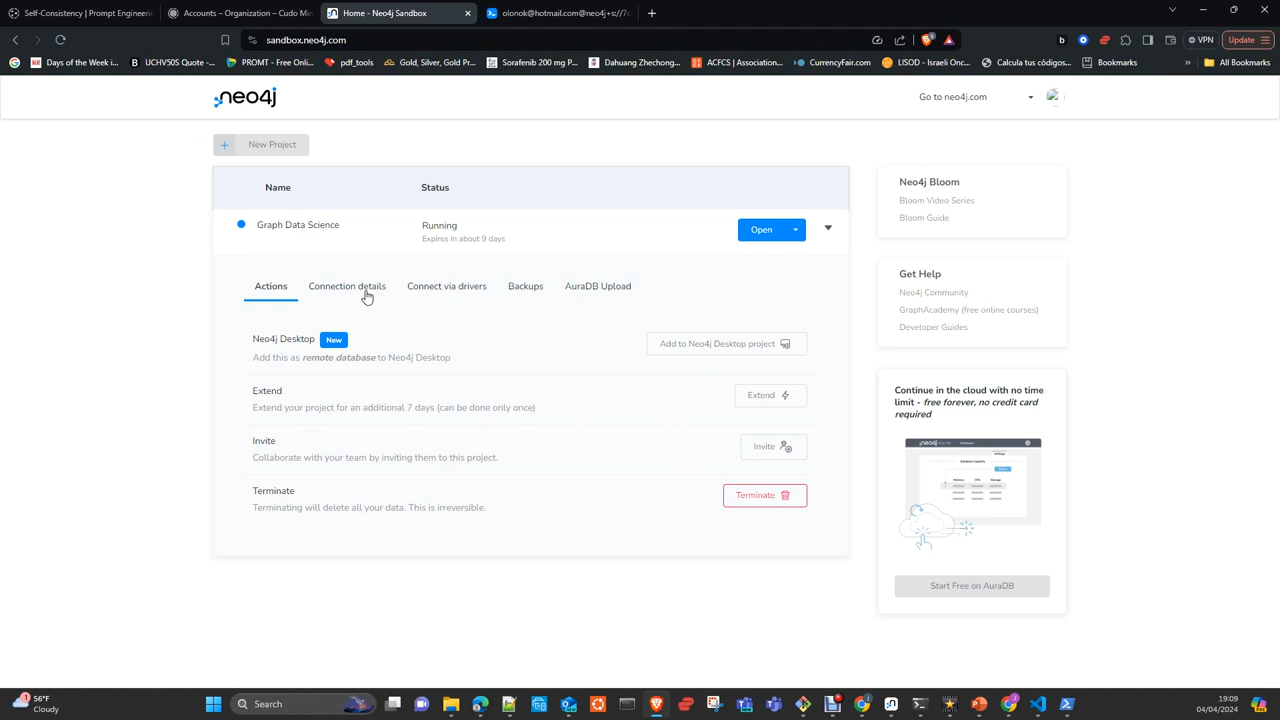 Self-Consistency | Prompt Engineerin
Accounts – Organization – Cudo Min
Home - Neo4j Sandbox
olonok@hotmail.com@neo4j+s://7c
sandbox.neo4j.com
VPN
Update
Days of the Week i...
UCHV50S Quote -...
PROMT - Free Onli...
pdf_tools
Gold, Silver, Gold Pr...
Sorafenib 200 mg P...
Dahuang Zhechong...
ACFCS Association...
CurrencyFair.com
LISOD - Israeli Onc...
Calcula tus códigos...
Bookmarks
»
All Bookmarks
neo4j
Go to neo4j.com
+ New Project
Name Status
Graph Data Science
Running
Expires in about 9 days
Open
Actions Connection details Connect via drivers Backups AuraDB Upload
Neo4j Desktop New
Add this as remote database to Neo4j Desktop
Add to Neo4j Desktop project
Extend
Extend your project for an additional 7 days (can be done only once)
Extend
Invite
Collaborate with your team by inviting them to this project.
Invite
Terminate
Terminating will delete all your data. This is irreversible.
Terminate
Neo4j Bloom
Bloom Video Series
Bloom Guide
Get Help
Neo4j Community
GraphAcademy (free online courses)
Developer Guides
Continue in the cloud with no time
limit - free forever, no credit card
required
Start Free on AuraDB
56°F
Cloudy
Search
19:09
04/04/2024